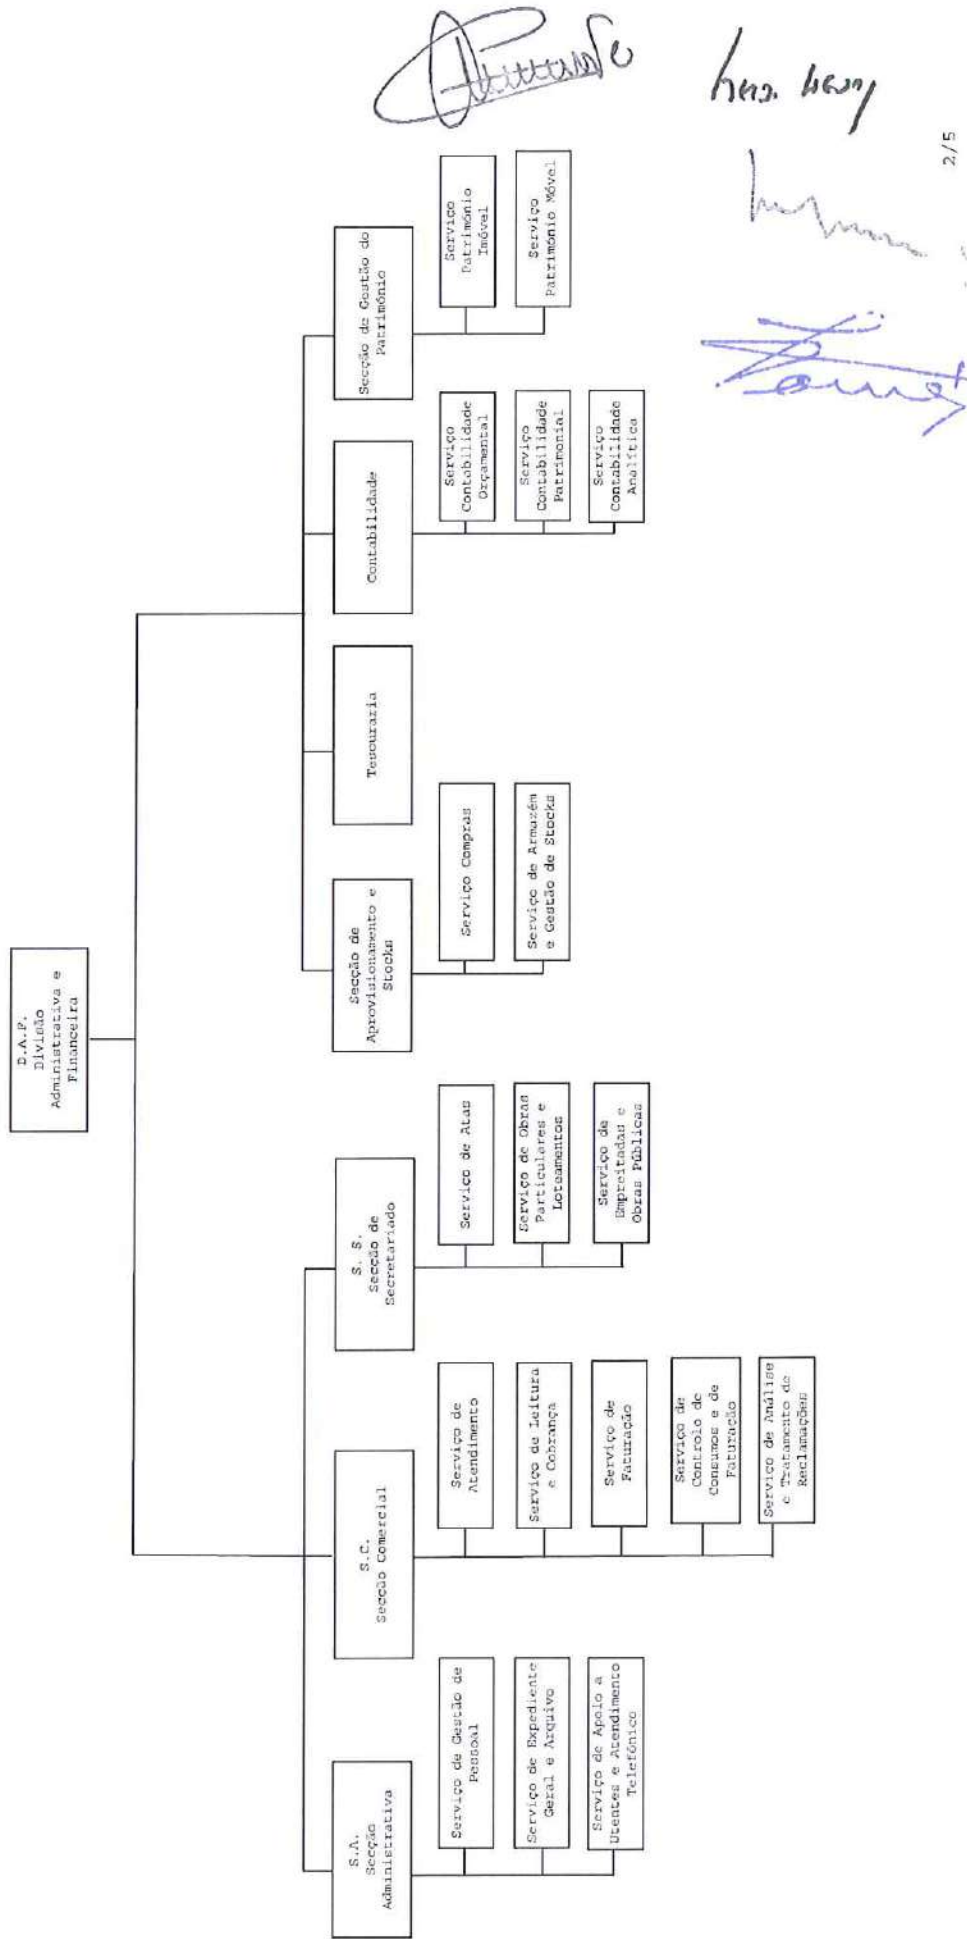 D.A.F.
Divisão
Administrativa e
Financeira
S.A.
Secção
Administrativa
Serviço de Gestão de
Pessoal
Serviço de Expediente
Geral e Arquivo
Serviço de Apoio a
Utentes e Atendimento
Telefónico
S.C.
Secção Comercial
Serviço de
Atendimento
Serviço de Leitura
e Cobrança
Serviço de
Faturação
Serviço de
Controlo de
Consumos e de
Faturação
Serviço de Análise
e Tratamento de
Reclamações
S. S.
Secção de
Secretariado
Serviço de Atas
Serviço de Obras
Particulares e
Loteamentos
Serviço de
Empreitadas e
Obras Públicas
Secção de
Aprovisionamento e
Stocks
Serviço Compras
Serviço de Armazém
e Gestão de Stocks
Tesouraria
Contabilidade
Serviço
Contabilidade
Orçamental
Serviço
Contabilidade
Patrimonial
Serviço
Contabilidade
Analítica
Secção de Gestão do
Património
Serviço
Património
Imóvel
Serviço
Património Móvel
2/5